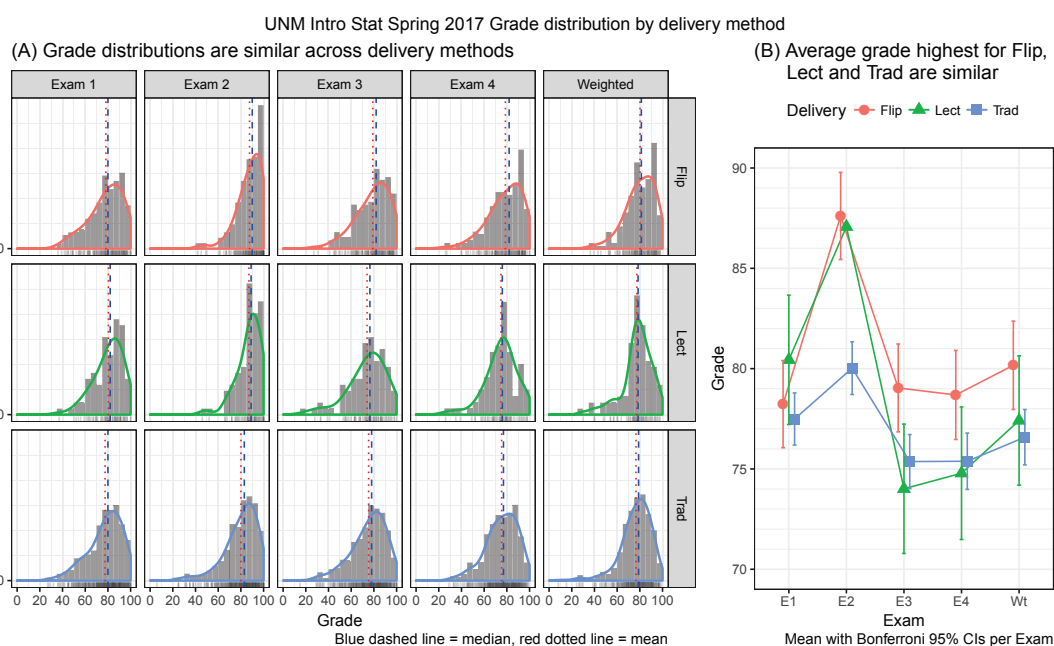 UNM Intro Stat Spring 2017 Grade distribution by delivery method
(A) Grade distributions are similar across delivery methods
Exam 1 Exam 2 Exam 3 Exam 4 Weighted
Flip
0
Lect
0
Trad
0
0 20 40 60 80 100 0 20 40 60 80 100 0 20 40 60 80 100 0 20 40 60 80 100 0 20 40 60 80 100
Grade
Blue dashed line = median, red dotted line = mean
(B) Average grade highest for Flip,
Lect and Trad are similar
Delivery Flip Lect Trad
90
85
80
75
70
Grade
E1 E2 E3 E4 Wt
Exam
Mean with Bonferroni 95% CIs per Exam